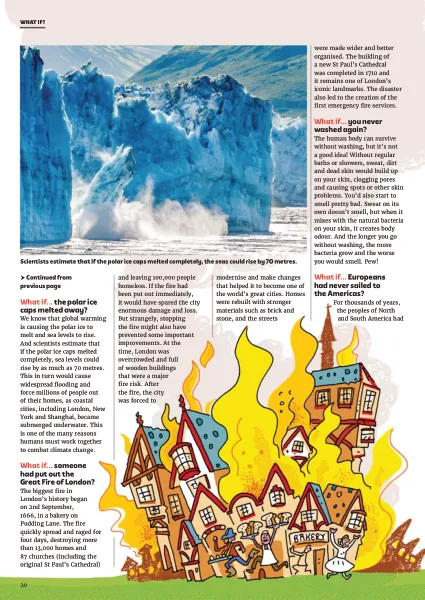 WHAT IF?
Scientists estimate that if the polar ice caps melted completely, the seas could rise by 70 metres.
> Continued from
previous page
What if... the polar ice
caps melted away?
We know that global warming
is causing the polar ice to
melt and sea levels to rise.
And scientists estimate that
if the polar ice caps melted
completely, sea levels could
rise by as much as 70 metres.
This in turn would cause
widespread flooding and
force millions of people out
of their homes, as coastal
cities, including London, New
York and Shanghai, became
submerged underwater. This
is one of the many reasons
humans must work together
to combat climate change.
What if... someone
had put out the
Great Fire of London?
The biggest fire in
London's history began
on 2nd September,
1666, in a bakery on
Pudding Lane. The fire
quickly spread and raged for
four days, destroying more
than 13,000 homes and
87 churches (including the
original St Paul's Cathedral)
and leaving 100,000 people
homeless. If the fire had
been put out immediately,
it would have spared the city
enormous damage and loss.
But strangely, stopping
the fire might also have
prevented some important
improvements. At the
time, London was
overcrowded and full
of wooden buildings
that were a major
fire risk. After
the fire, the city
was forced to
modernise and make changes
that helped it to become one of
the world's great cities. Homes
were rebuilt with stronger
materials such as brick and
stone, and the streets
were made wider and better
organised. The building of
a new St Paul's Cathedral
was completed in 1710 and
it remains one of London's
iconic landmarks. The disaster
also led to the creation of the
first emergency fire services.
What if... you never
washed again?
The human body can survive
without washing, but it's not
a good idea! Without regular
baths or showers, sweat, dirt
and dead skin would build up
on your skin, clogging pores
and causing spots or other skin
problems. You'd also start to
smell pretty bad. Sweat on its
own doesn't smell, but when it
mixes with the natural bacteria
on your skin, it creates body
odour. And the longer you go
without washing, the more
bacteria grow and the worse
you would smell. Pew!
What if... Europeans
had never sailed to
the Americas?
For thousands of years,
the peoples of North
and South America had
BAKERY
20